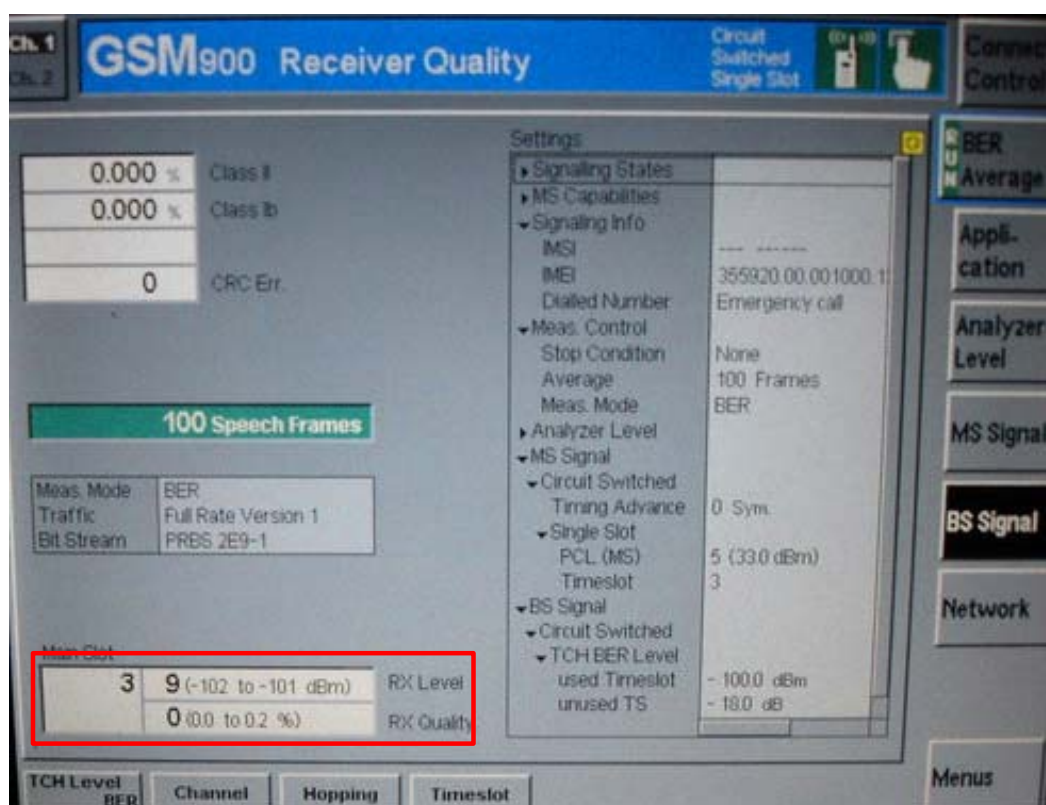 Ch. 1
Ch. 2
GSM900 Receiver Quality
Circuit
Switched
Single Slot
Connec
Control
0.000 % Class II
0.000 % Class Ib
0 CRC Err.
100 Speech Frames
Meas. Mode BER
Traffic Full Rate Version 1
Bit Stream PRBS 2E9-1
Main Slot
3 9 (-102 to -101 dBm) RX Level
0 (0.0 to 0.2 %) RX Quality
Settings
Signalling States
MS Capabilities
Signaling Info
IMSI --- ------
IMEI 355920.00.001000.1
Dialled Number Emergency call
Meas. Control
Stop Condition None
Average 100 Frames
Meas. Mode BER
Analyzer Level
MS Signal
Circuit Switched
Timing Advance 0 Sym.
Single Slot
PCL (MS) 5 (33.0 dBm)
Timeslot 3
BS Signal
Circuit Switched
TCH BER Level
used Timeslot - 100.0 dBm
unused TS - 18.0 dB
RUN
BER
Average
Appli-
cation
Analyzer
Level
MS Signal
BS Signal
Network
Menus
TCH Level
BER
Channel
Hopping
Timeslot